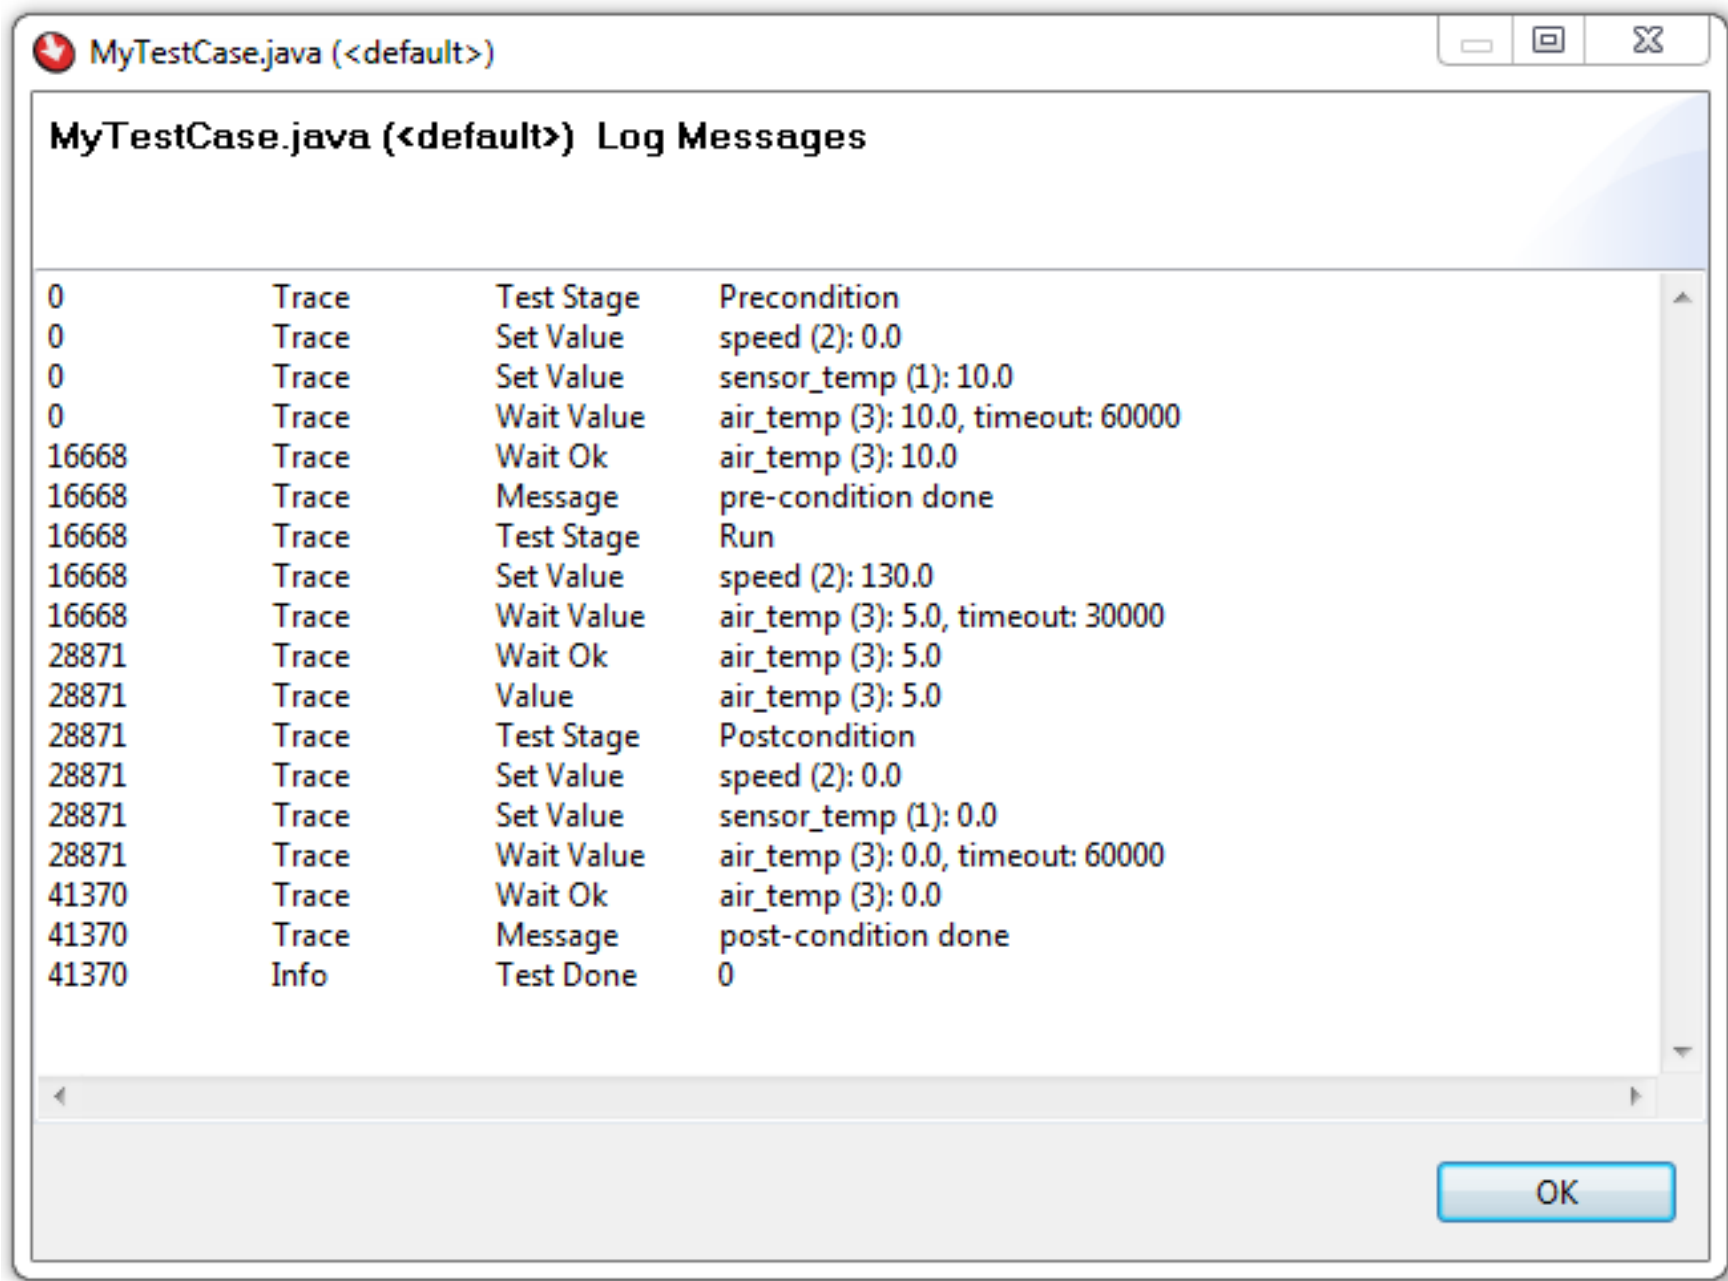 MyTestCase.java (<default>)
MyTestCase.java (<default>) Log Messages
0 Trace Test Stage Precondition
0 Trace Set Value speed (2): 0.0
0 Trace Set Value sensor_temp (1): 10.0
0 Trace Wait Value air_temp (3): 10.0, timeout: 60000
16668 Trace Wait Ok air_temp (3): 10.0
16668 Trace Message pre-condition done
16668 Trace Test Stage Run
16668 Trace Set Value speed (2): 130.0
16668 Trace Wait Value air_temp (3): 5.0, timeout: 30000
28871 Trace Wait Ok air_temp (3): 5.0
28871 Trace Value air_temp (3): 5.0
28871 Trace Test Stage Postcondition
28871 Trace Set Value speed (2): 0.0
28871 Trace Set Value sensor_temp (1): 0.0
28871 Trace Wait Value air_temp (3): 0.0, timeout: 60000
41370 Trace Wait Ok air_temp (3): 0.0
41370 Trace Message post-condition done
41370 Info Test Done 0
OK